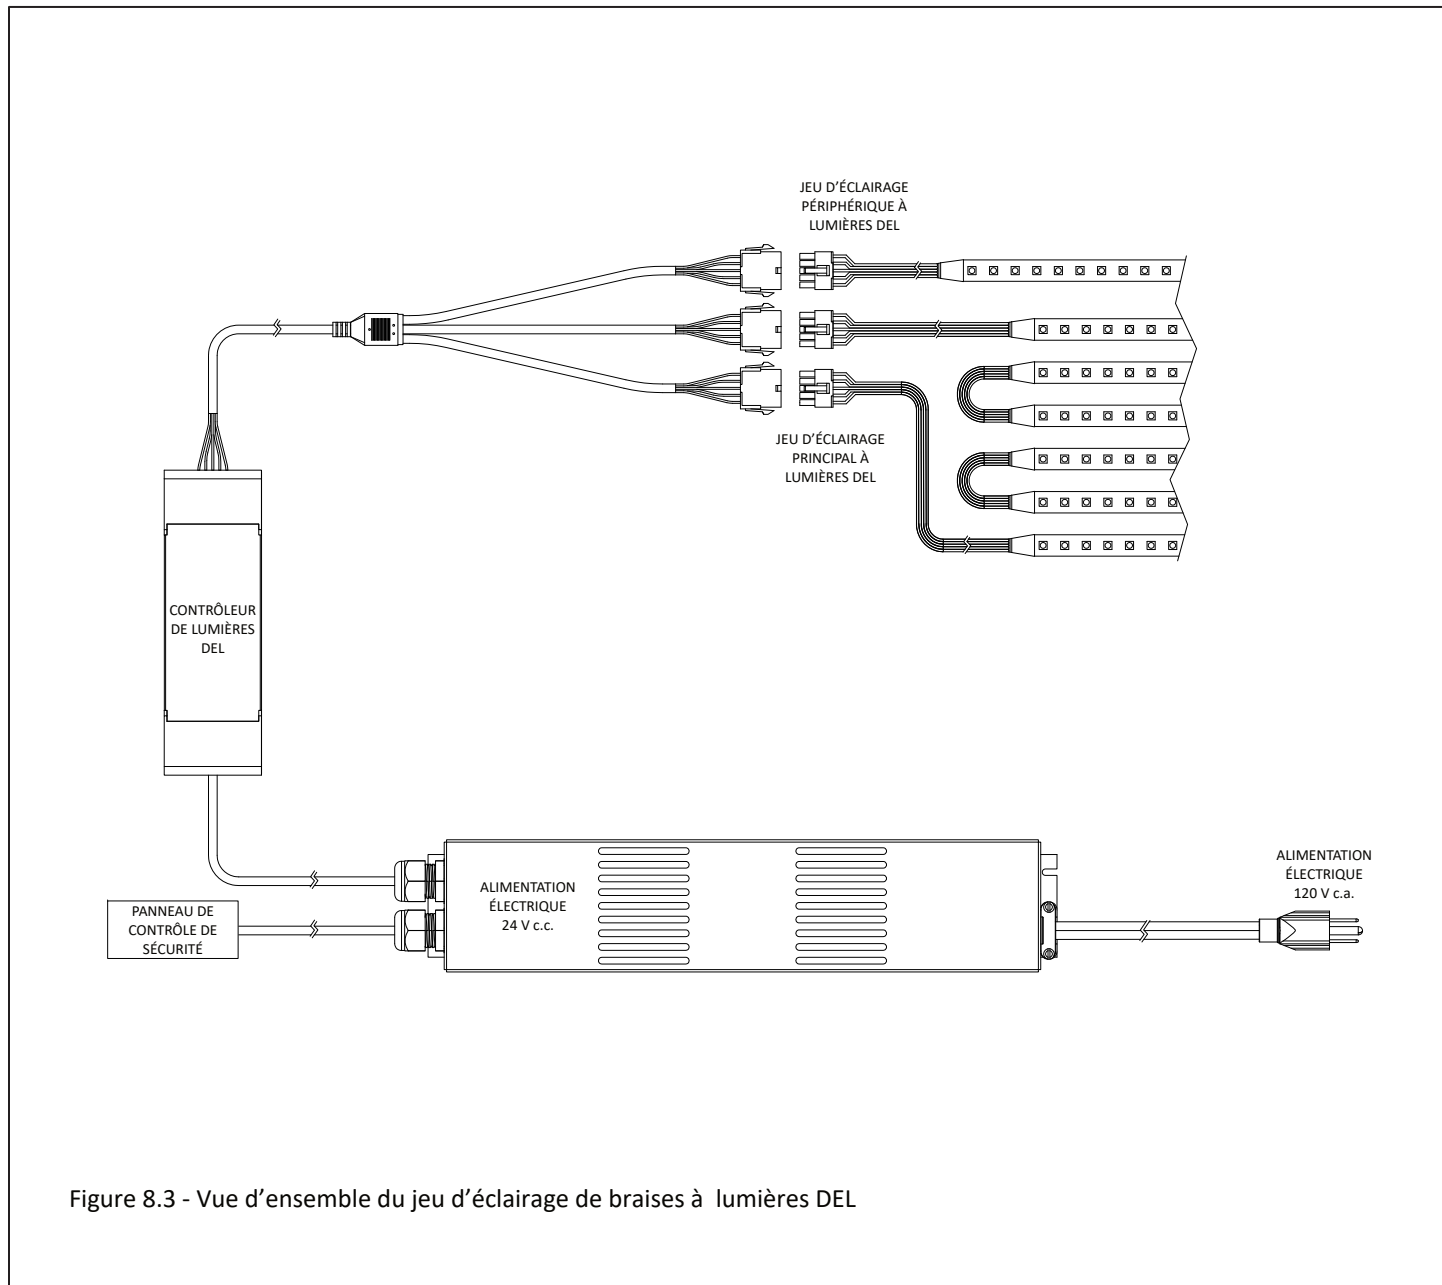 JEU D’ÉCLAIRAGE
PÉRIPHÉRIQUE À
LUMIÈRES DEL
JEU D’ÉCLAIRAGE
PRINCIPAL À
LUMIÈRES DEL
CONTRÔLEUR
DE LUMIÈRES
DEL
ALIMENTATION
ÉLECTRIQUE
24 V c.c.
ALIMENTATION
ÉLECTRIQUE
120 V c.a.
PANNEAU DE
CONTRÔLE DE
SÉCURITÉ
Figure 8.3 - Vue d’ensemble du jeu d’éclairage de braises à  lumières DEL